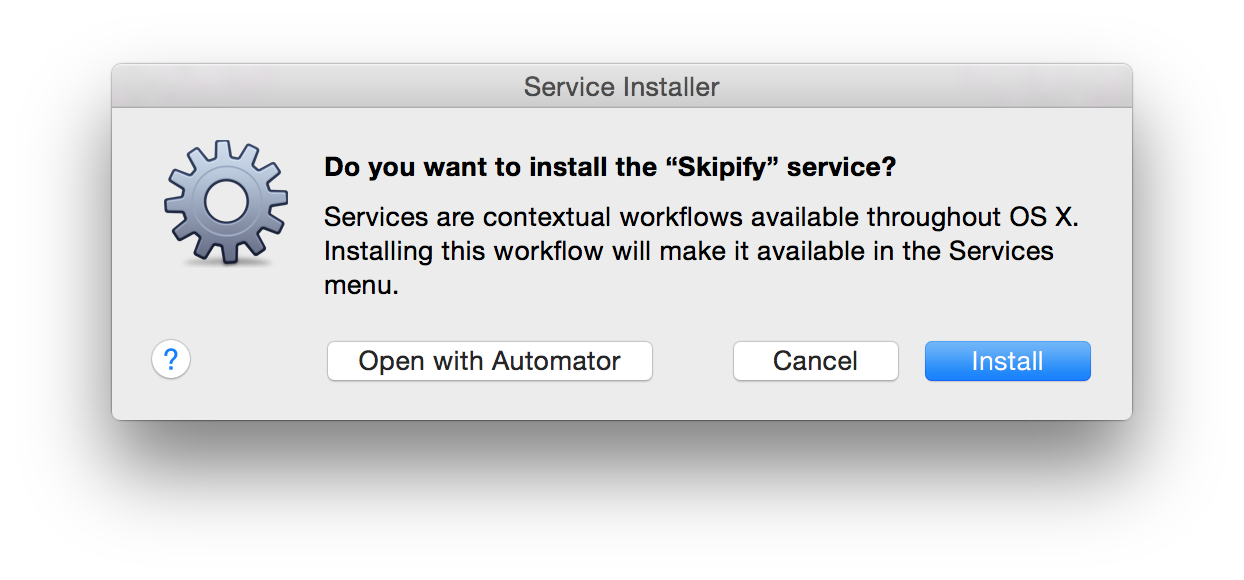 Service Installer
Do you want to install the “Skipify” service?
Services are contextual workflows available throughout OS X.
Installing this workflow will make it available in the Services
menu.
?
Open with Automator
Cancel
Install